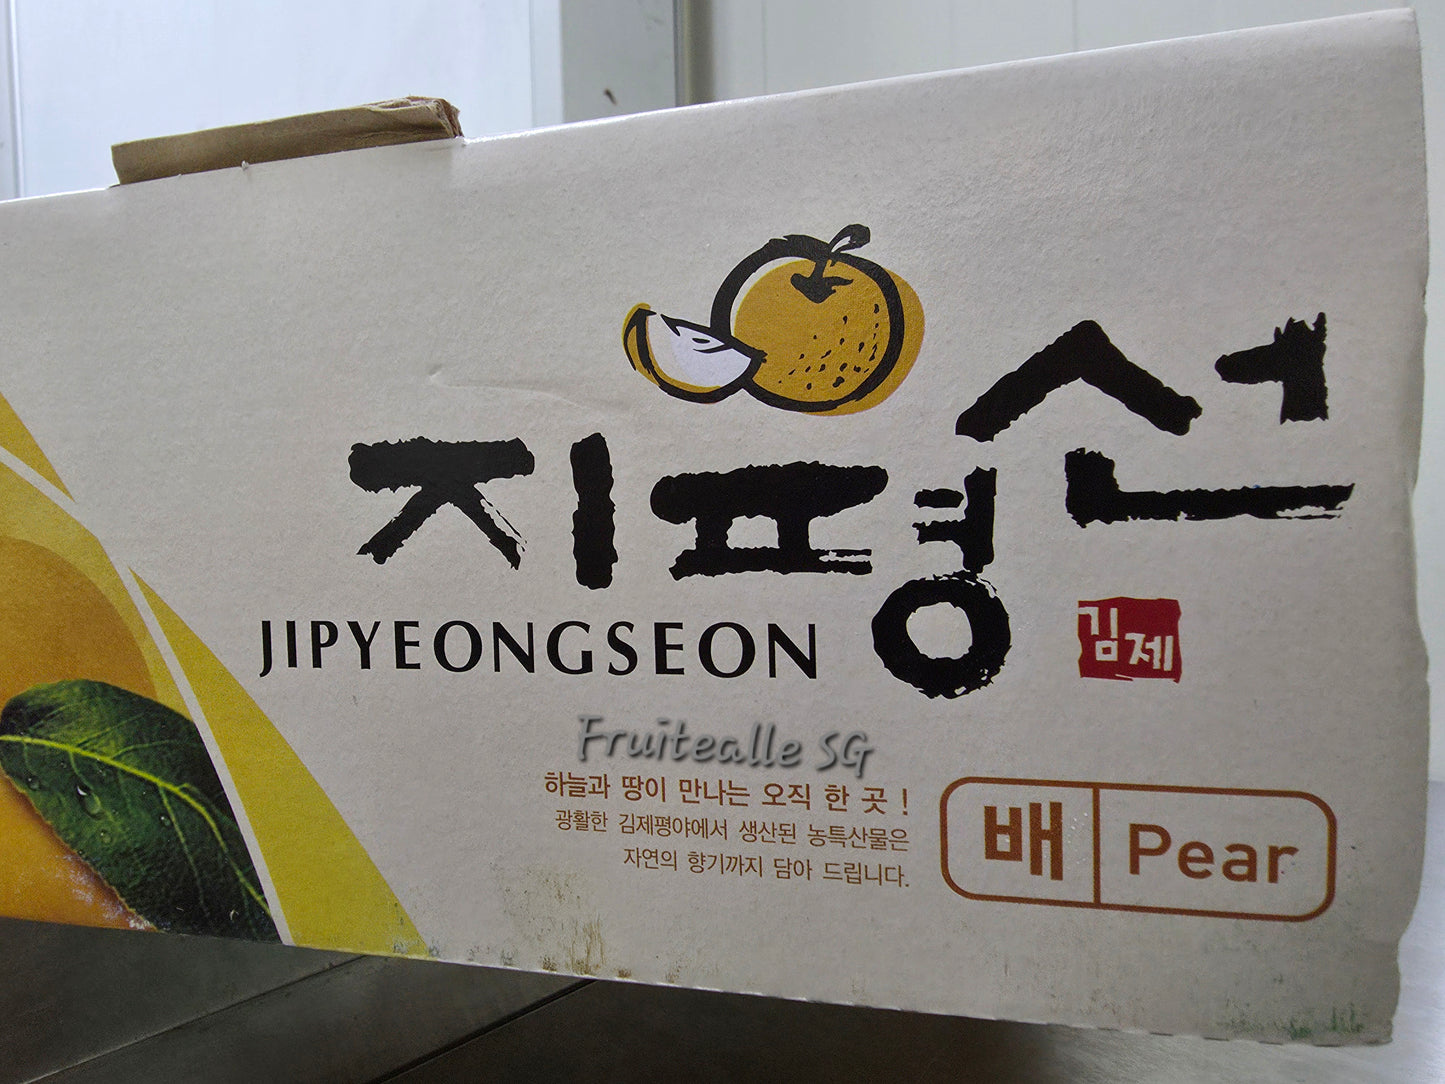 지평선
JIPYEONGSEON
김제
Fruitealle SG
하늘과 땅이 만나는 오직 한 곳 !
광활한 김제평야에서 생산된 농특산물은
자연의 향기까지 담아 드립니다.
배 Pear